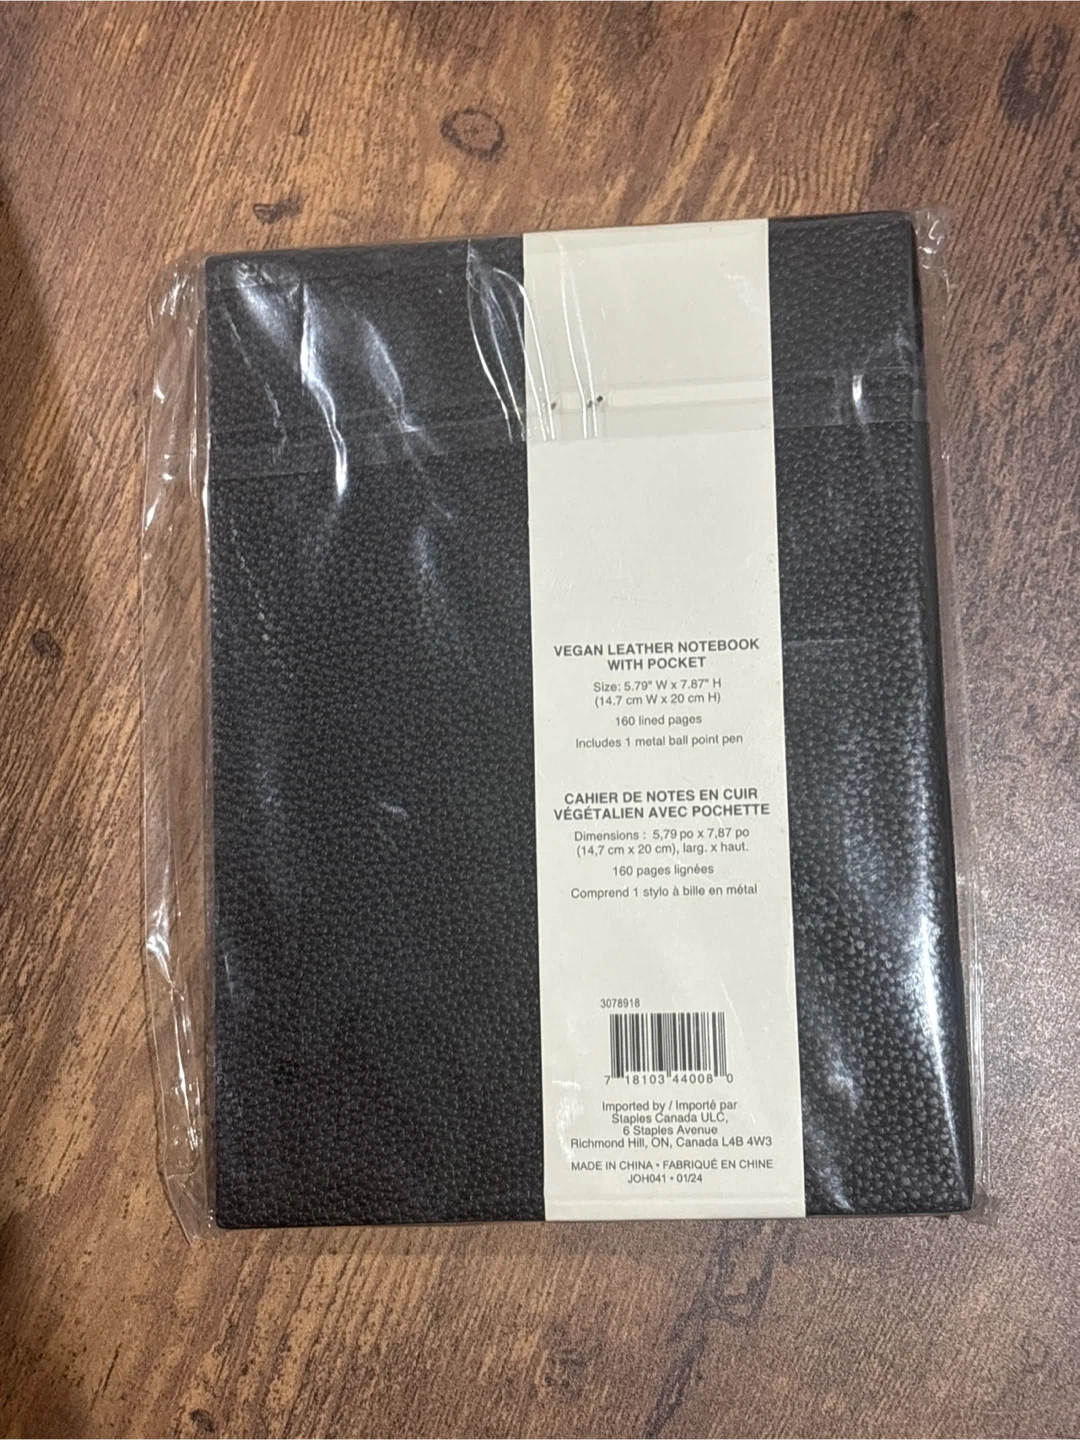 VEGAN LEATHER NOTEBOOK
WITH POCKET
Size: 5.79" W x 7.87" H
(14.7 cm W x 20 cm H)
160 lined pages
Includes 1 metal ball point pen
CAHIER DE NOTES EN CUIR
VÉGÉTALIEN AVEC POCHETTE
Dimensions : 5,79 po x 7,87 po
(14,7 cm x 20 cm), larg. x haut.
160 pages lignées
Comprend 1 stylo à bille en métal
3078918
7 18103 44008 0
Imported by / Importé par
Staples Canada ULC,
6 Staples Avenue
Richmond Hill, ON, Canada L4B 4W3
MADE IN CHINA • FABRIQUÉ EN CHINE
JOH041 • 01/24